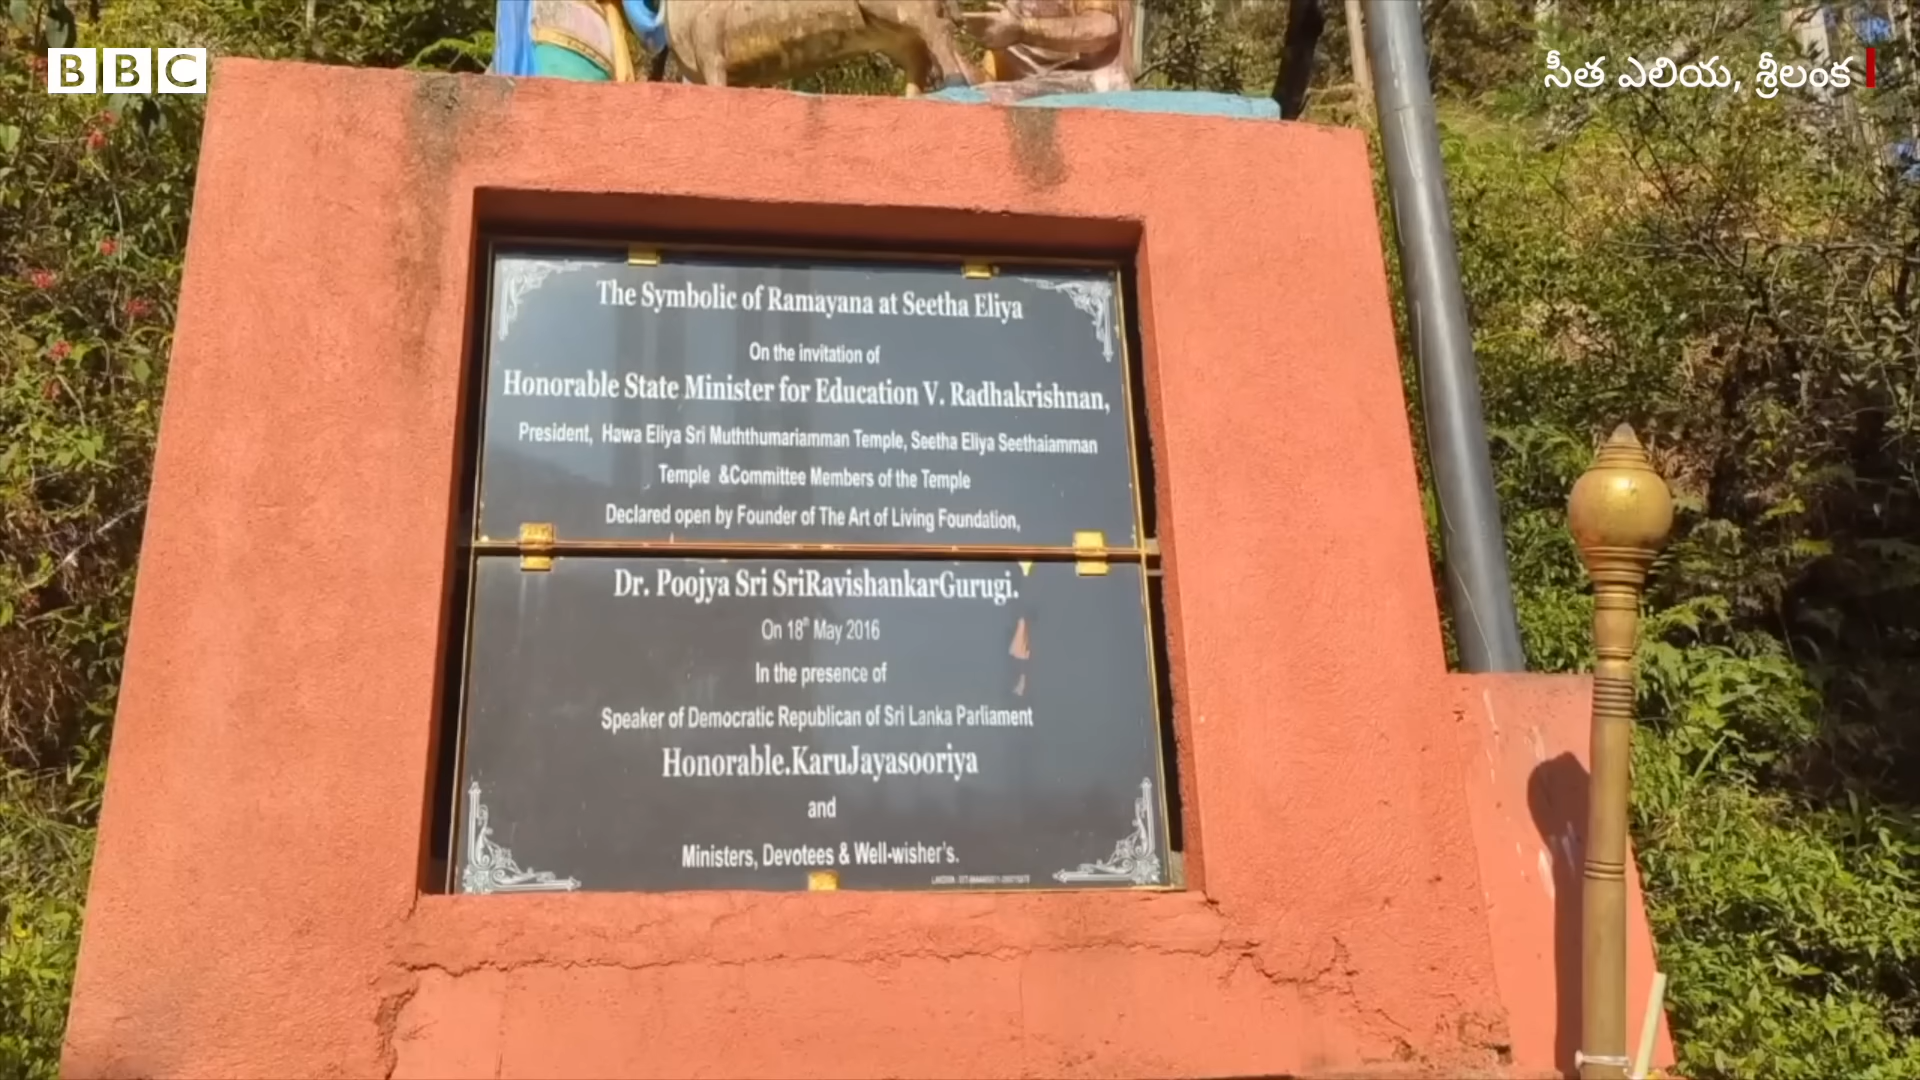 BBC
సీత ఎలియ, శ్రీలంక
The Symbolic of Ramayana at Seetha Eliya
On the invitation of
Honorable State Minister for Education V. Radhakrishnan,
President, Hawa Eliya Sri Muththumariamman Temple, Seetha Eliya Seethaiamman
Temple &Committee Members of the Temple
Declared open by Founder of The Art of Living Foundation,
Dr. Poojya Sri SriRavishankarGurugi.
On 18th May 2016
In the presence of
Speaker of Democratic Republican of Sri Lanka Parliament
Honorable.KaruJayasooriya
and
Ministers, Devotees & Well-wisher's.